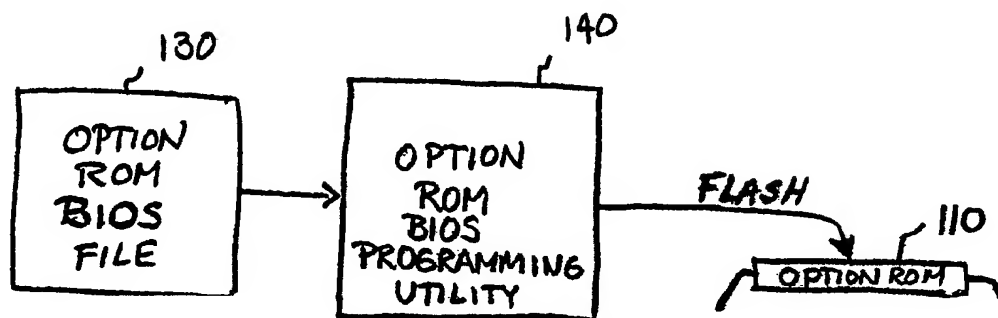 130
OPTION
ROM
BIOS
FILE
140
OPTION
ROM
BIOS
PROGRAMMING
UTILITY
FLASH
110
OPTION ROM